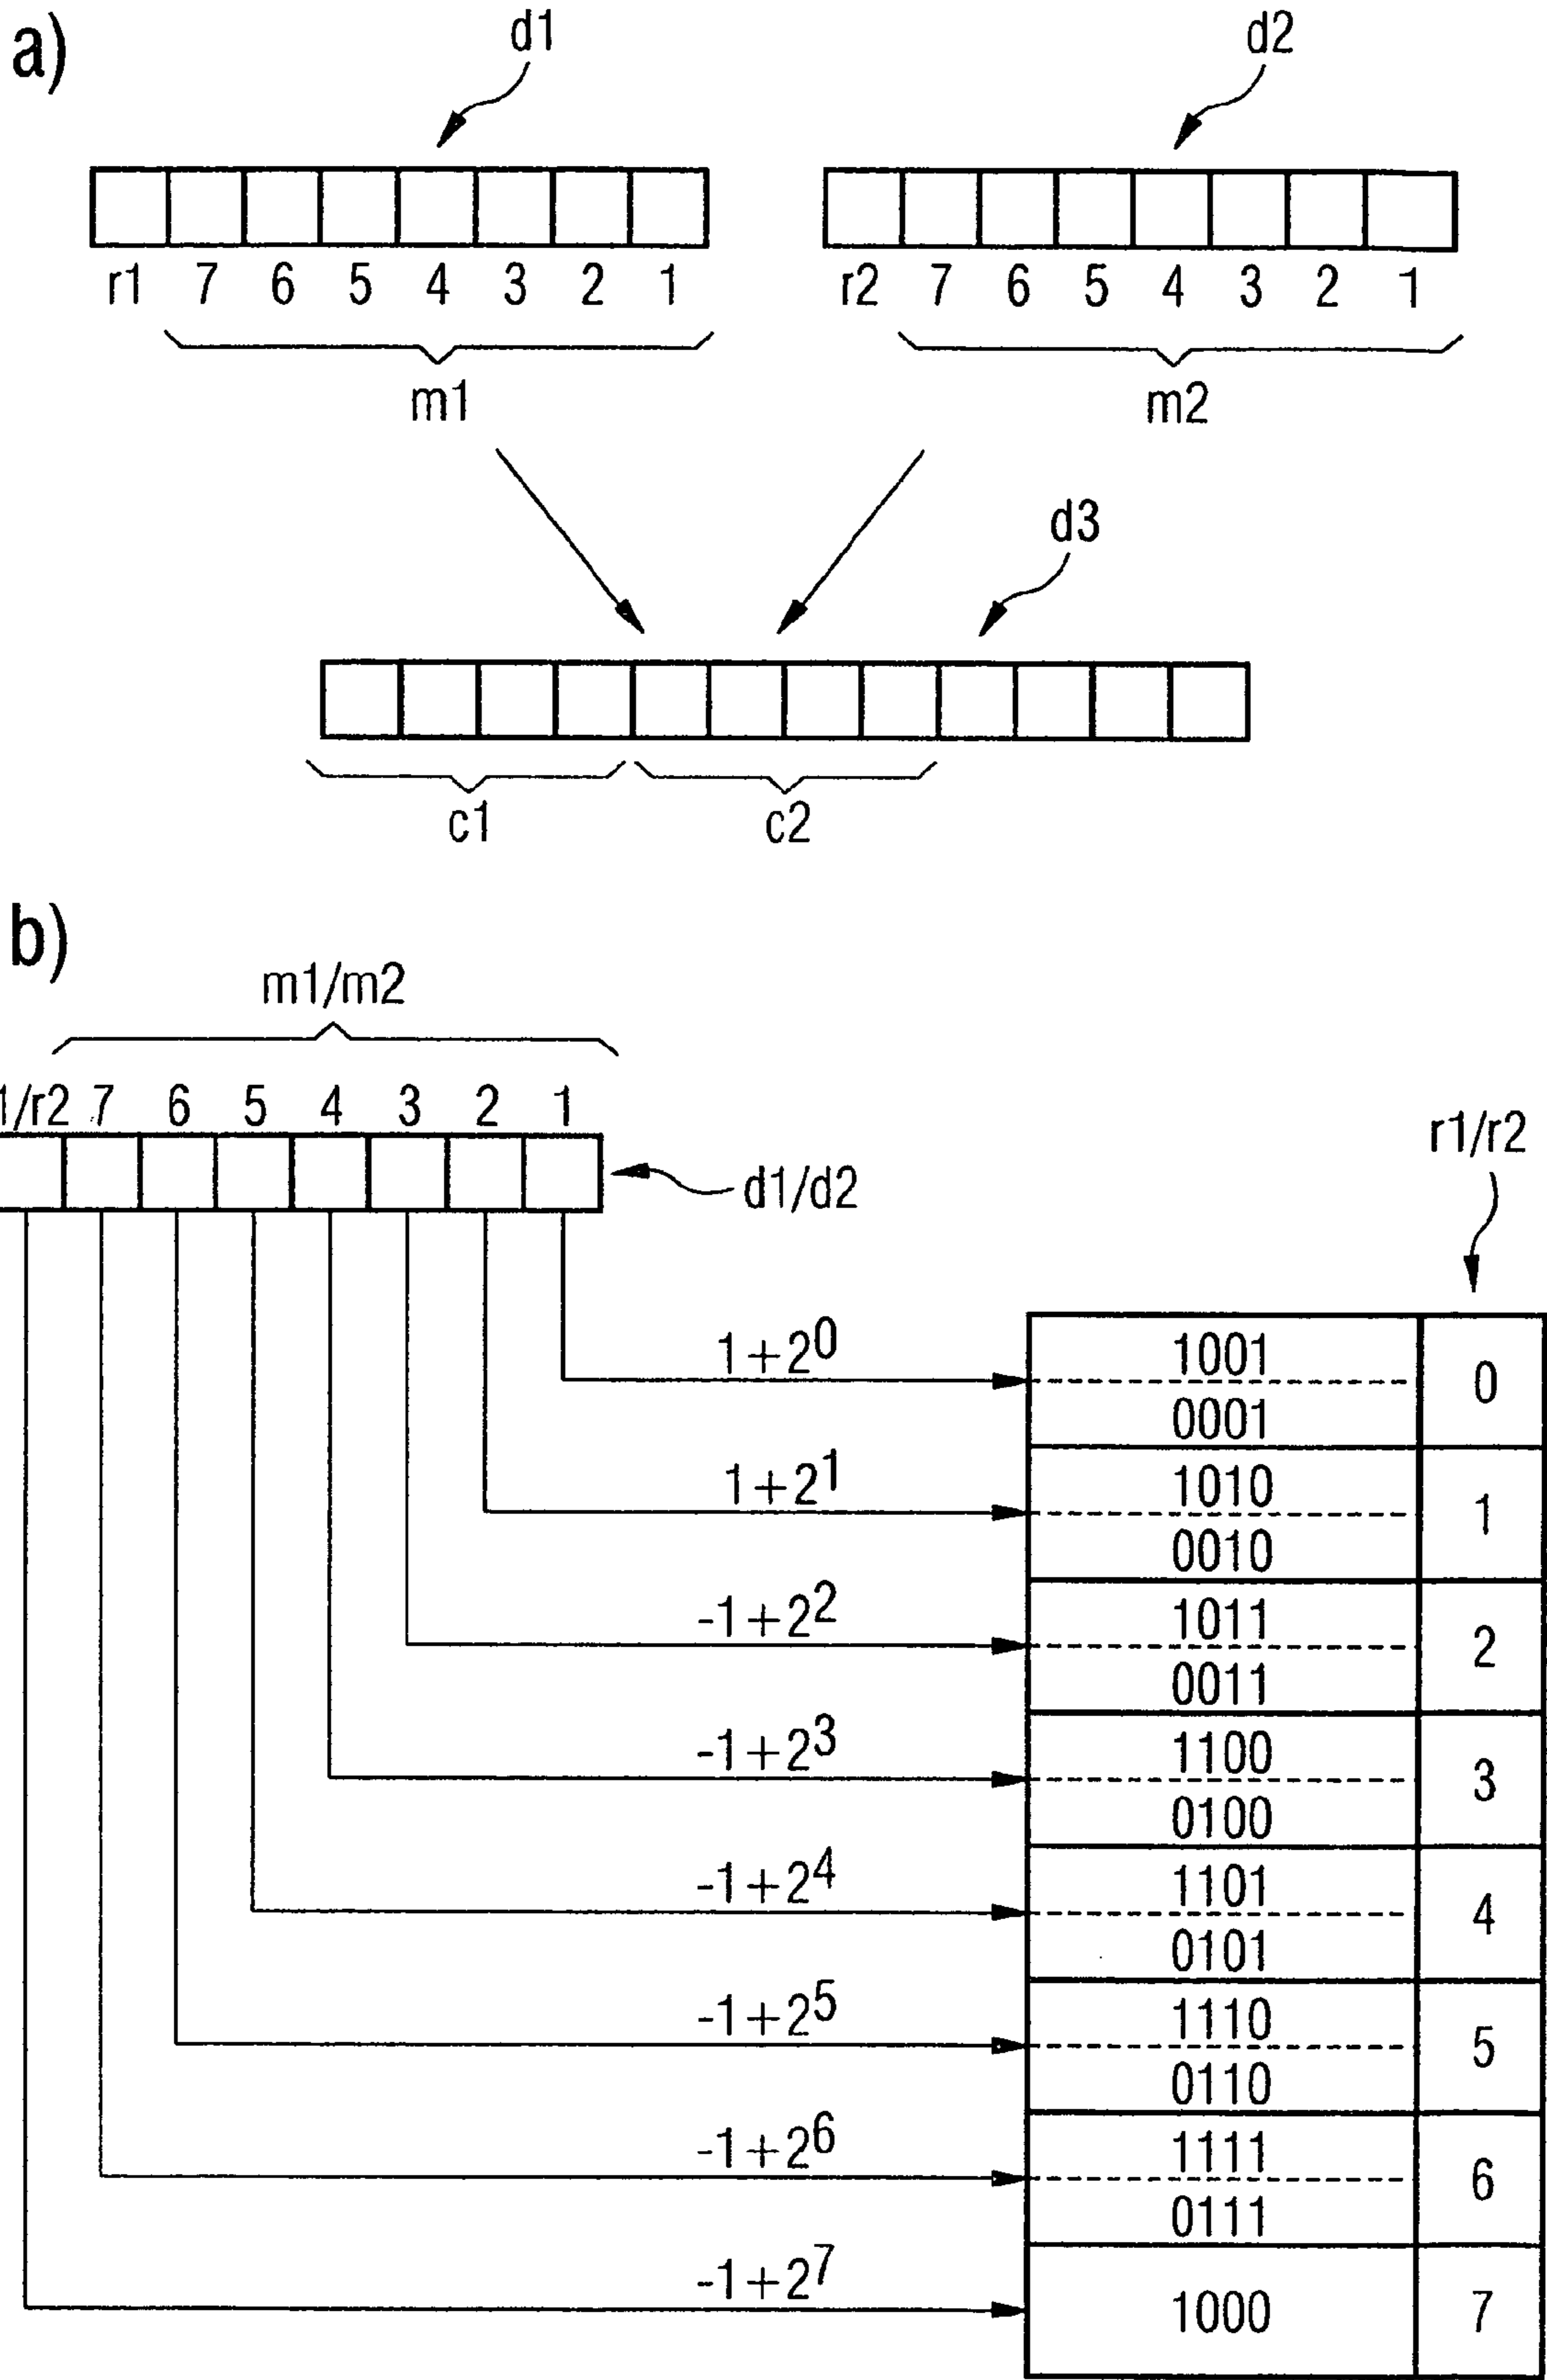 a)
d1
d2
r1 7 6 5 4 3 2 1
r2 7 6 5 4 3 2 1
m1
m2
d3
c1
c2
b)
m1/m2
1/r2 7 6 5 4 3 2 1
r1/r2
d1/d2
1+2^0
1001
0001
0
1+2^1
1010
0010
1
-1+2^2
1011
0011
2
-1+2^3
1100
0100
3
-1+2^4
1101
0101
4
-1+2^5
1110
0110
5
-1+2^6
1111
0111
6
-1+2^7
1000
7